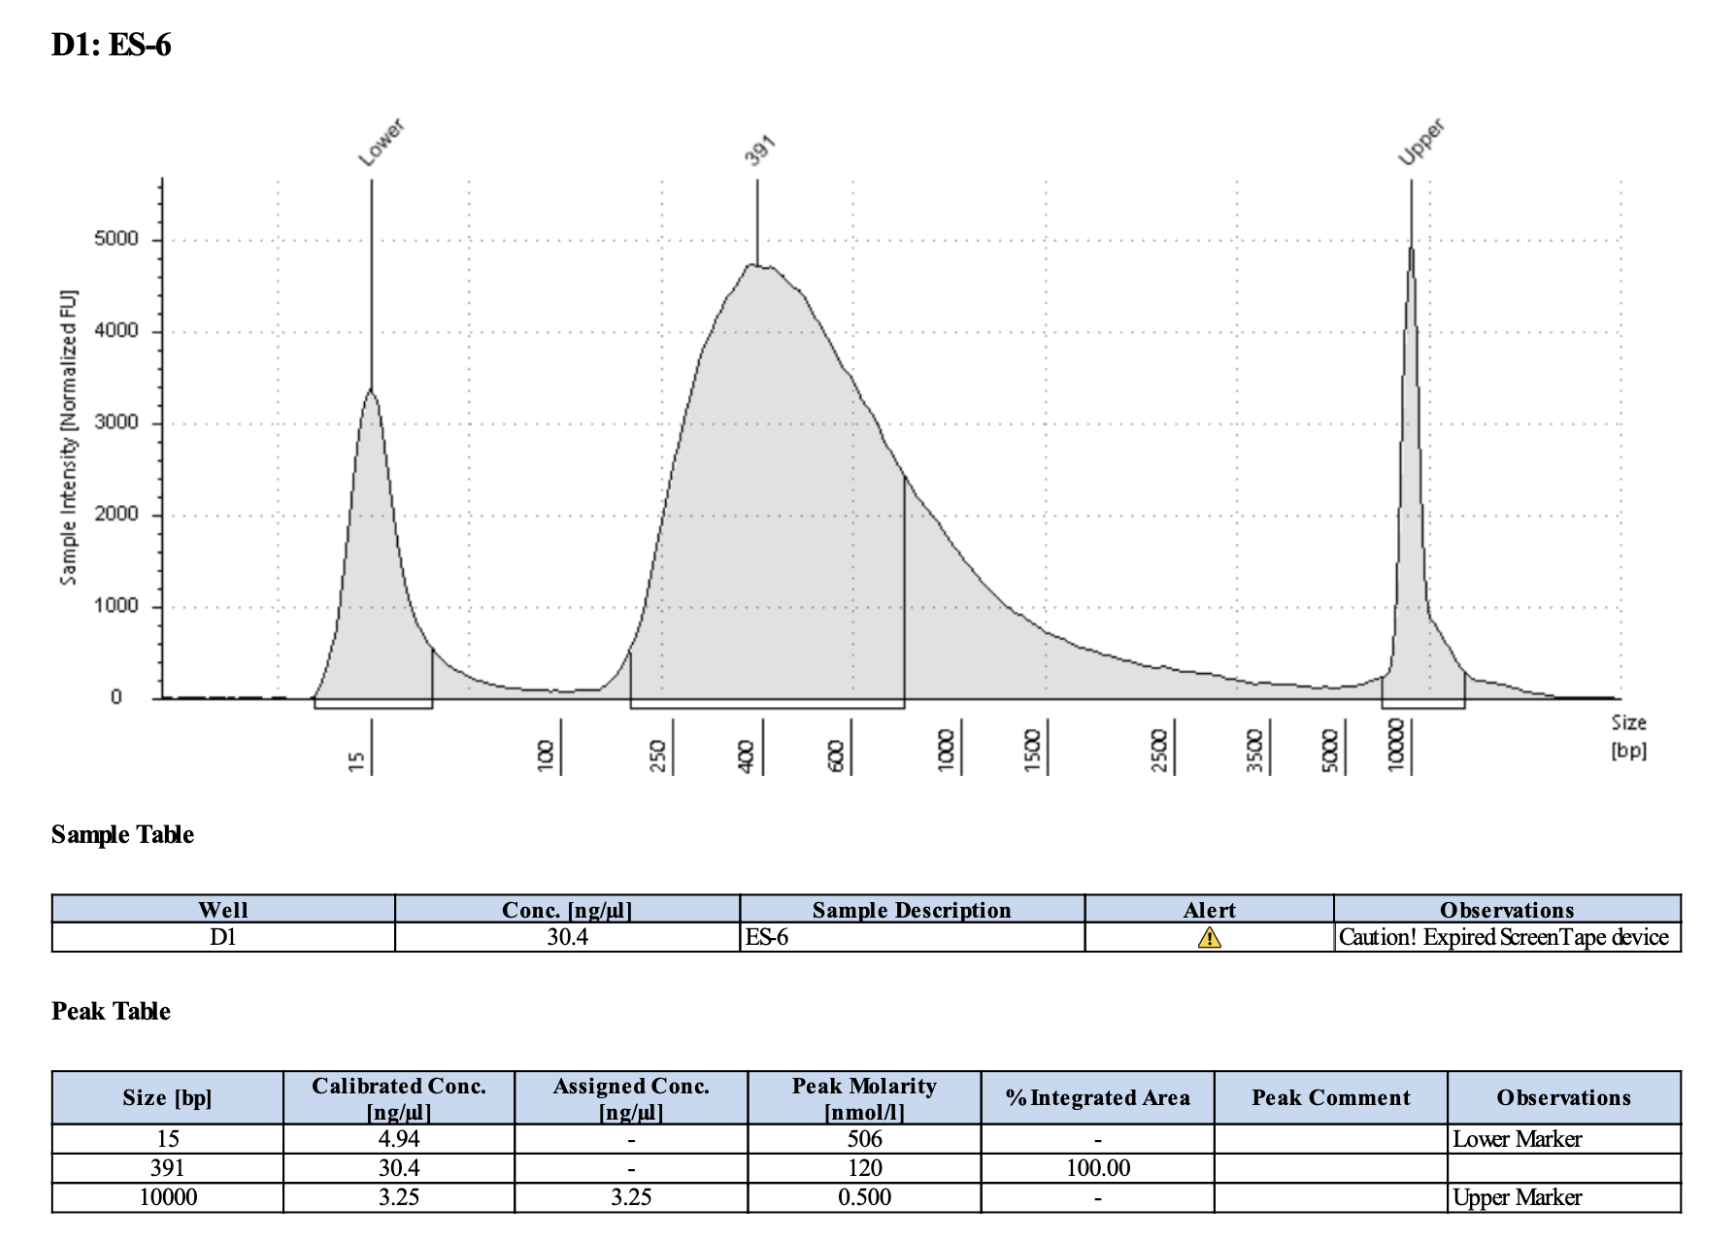 D1: ES-6
Lower
391
Upper
5000
4000
3000
2000
1000
0
Sample Intensity [Normalized FU]
15
100
250
400
600
1000
1500
2500
3500
5000
10000
Size
[bp]
Sample Table
Well Conc. [ng/µl] Sample Description Alert Observations
D1 30.4 ES-6 Caution! Expired ScreenTape device
Peak Table
Size [bp] Calibrated Conc. [ng/µl] Assigned Conc. [ng/µl] Peak Molarity [nmol/l] % Integrated Area Peak Comment Observations
15 4.94 - 506 - Lower Marker
391 30.4 - 120 100.00
10000 3.25 3.25 0.500 - Upper Marker